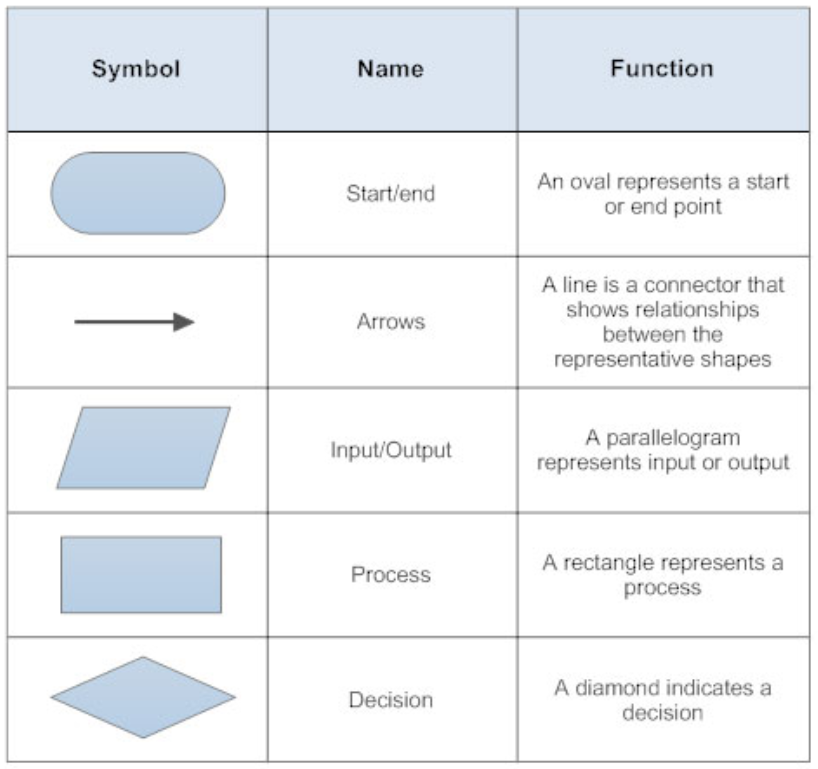 Symbol
Name
Function
Start/end
An oval represents a start
or end point
Arrows
A line is a connector that
shows relationships
between the
representative shapes
Input/Output
A parallelogram
represents input or output
Process
A rectangle represents a
process
Decision
A diamond indicates a
decision